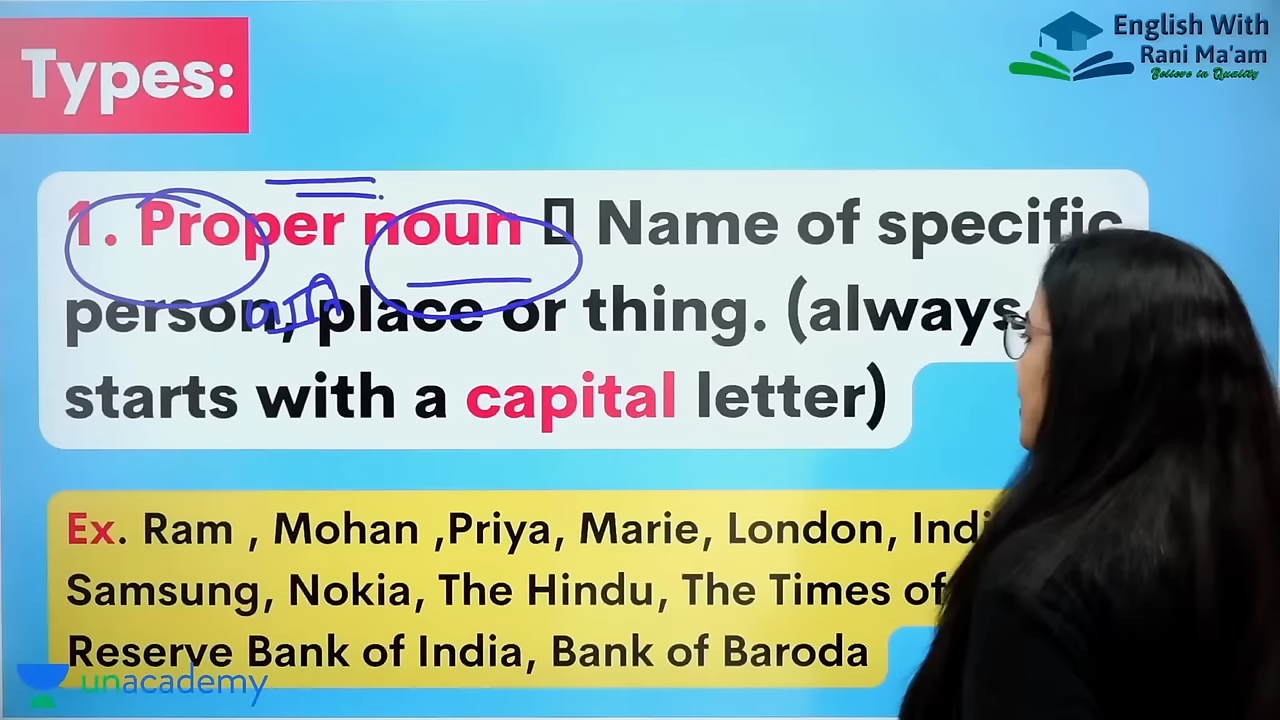 Types:
English With
Rani Ma'am
Believe in Quality
1. Proper noun Name of specific
person, place or thing. (always
starts with a capital letter)
Ex. Ram , Mohan ,Priya, Marie, London,
Samsung, Nokia, The Hindu, The Times of
Reserve Bank of India, Bank of Baroda
unacademy